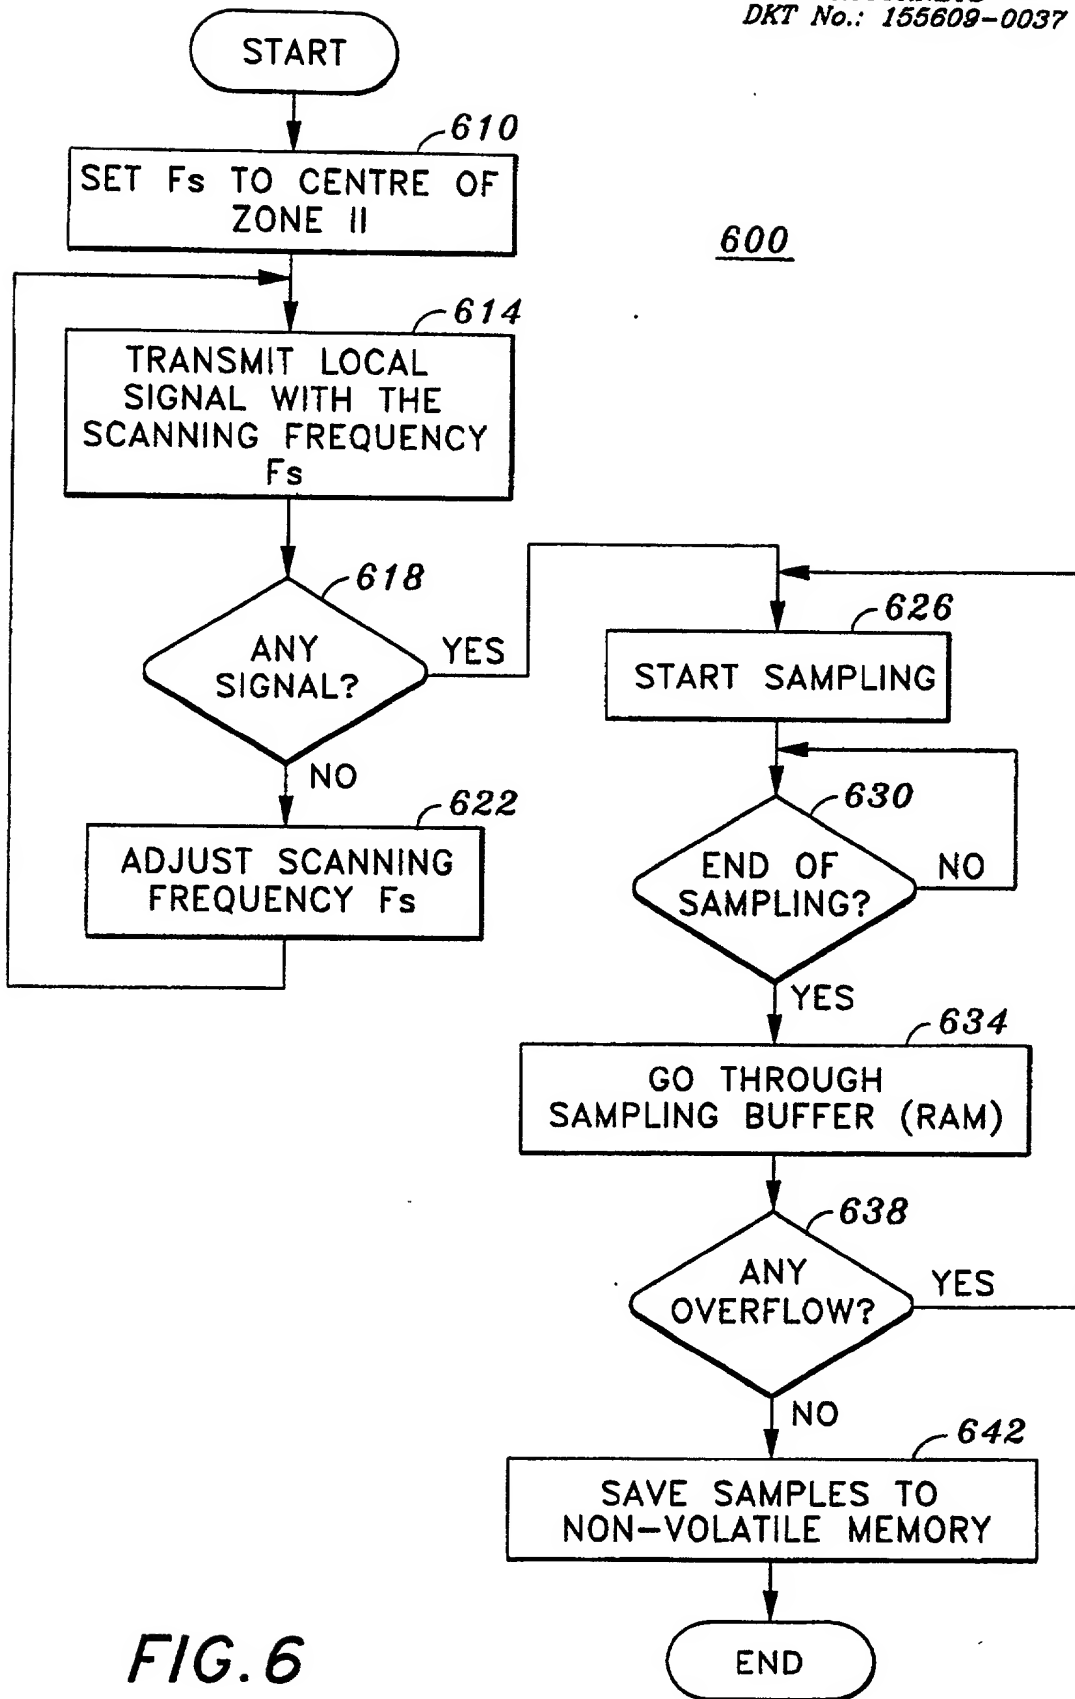 DKT No.: 155609-0037
START
610
SET Fs TO CENTRE OF
ZONE II
600
614
TRANSMIT LOCAL
SIGNAL WITH THE
SCANNING FREQUENCY
Fs
618
ANY
SIGNAL?
YES
NO
622
ADJUST SCANNING
FREQUENCY Fs
626
START SAMPLING
630
END OF
SAMPLING?
NO
YES
634
GO THROUGH
SAMPLING BUFFER (RAM)
638
ANY
OVERFLOW?
YES
NO
642
SAVE SAMPLES TO
NON-VOLATILE MEMORY
END
FIG.6